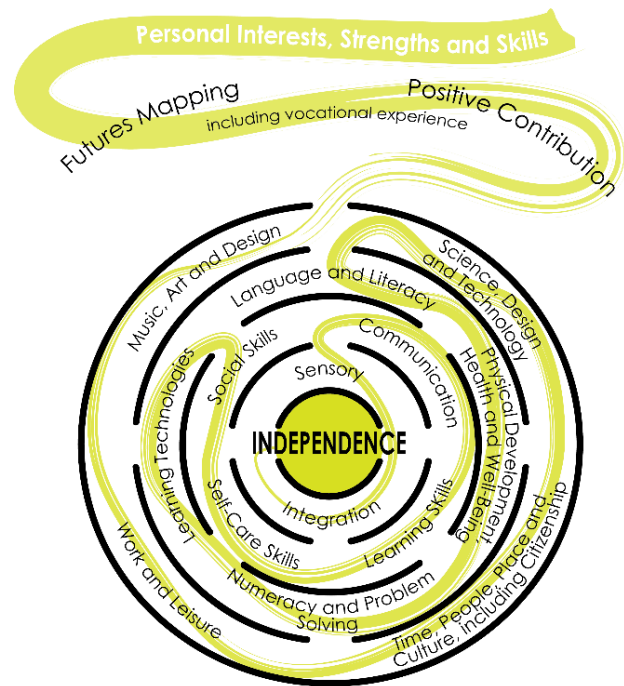 Personal Interests, Strengths and Skills
Futures Mapping
including vocational experience
Positive Contribution
Music, Art and Design
Science, Design
and Technology
Language and Literacy
Physical Development
Health and Well-Being
Learning Technologies
Social Skills
Communication
Sensory
INDEPENDENCE
Integration
Self-Care Skills
Learning Skills
Numeracy and Problem
Solving
Work and Leisure
Time, People, Place and
Culture, including Citizenship